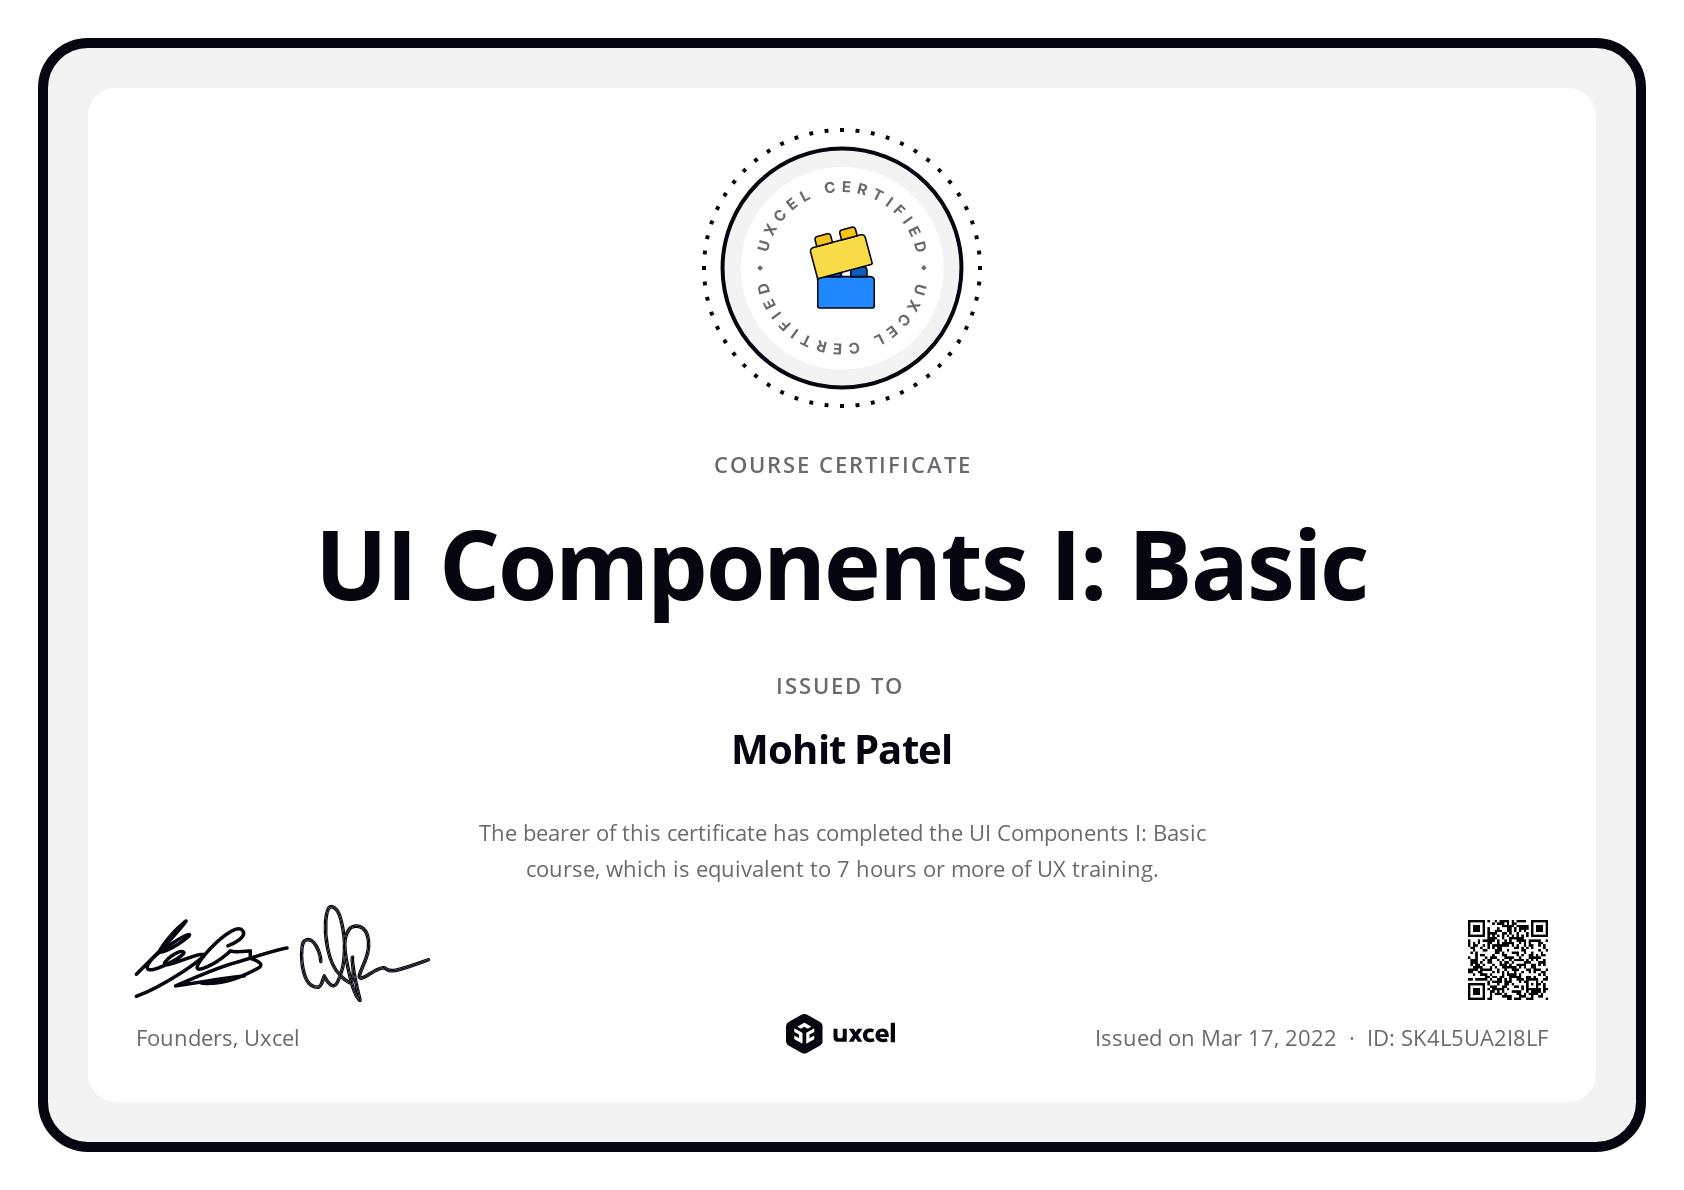 UXCEL CERTIFIED • UXCEL CERTIFIED •
COURSE CERTIFICATE
UI Components I: Basic
ISSUED TO
Mohit Patel
The bearer of this certificate has completed the UI Components I: Basic
course, which is equivalent to 7 hours or more of UX training.
Founders, Uxcel
uxcel
Issued on Mar 17, 2022 · ID: SK4L5UA2I8LF